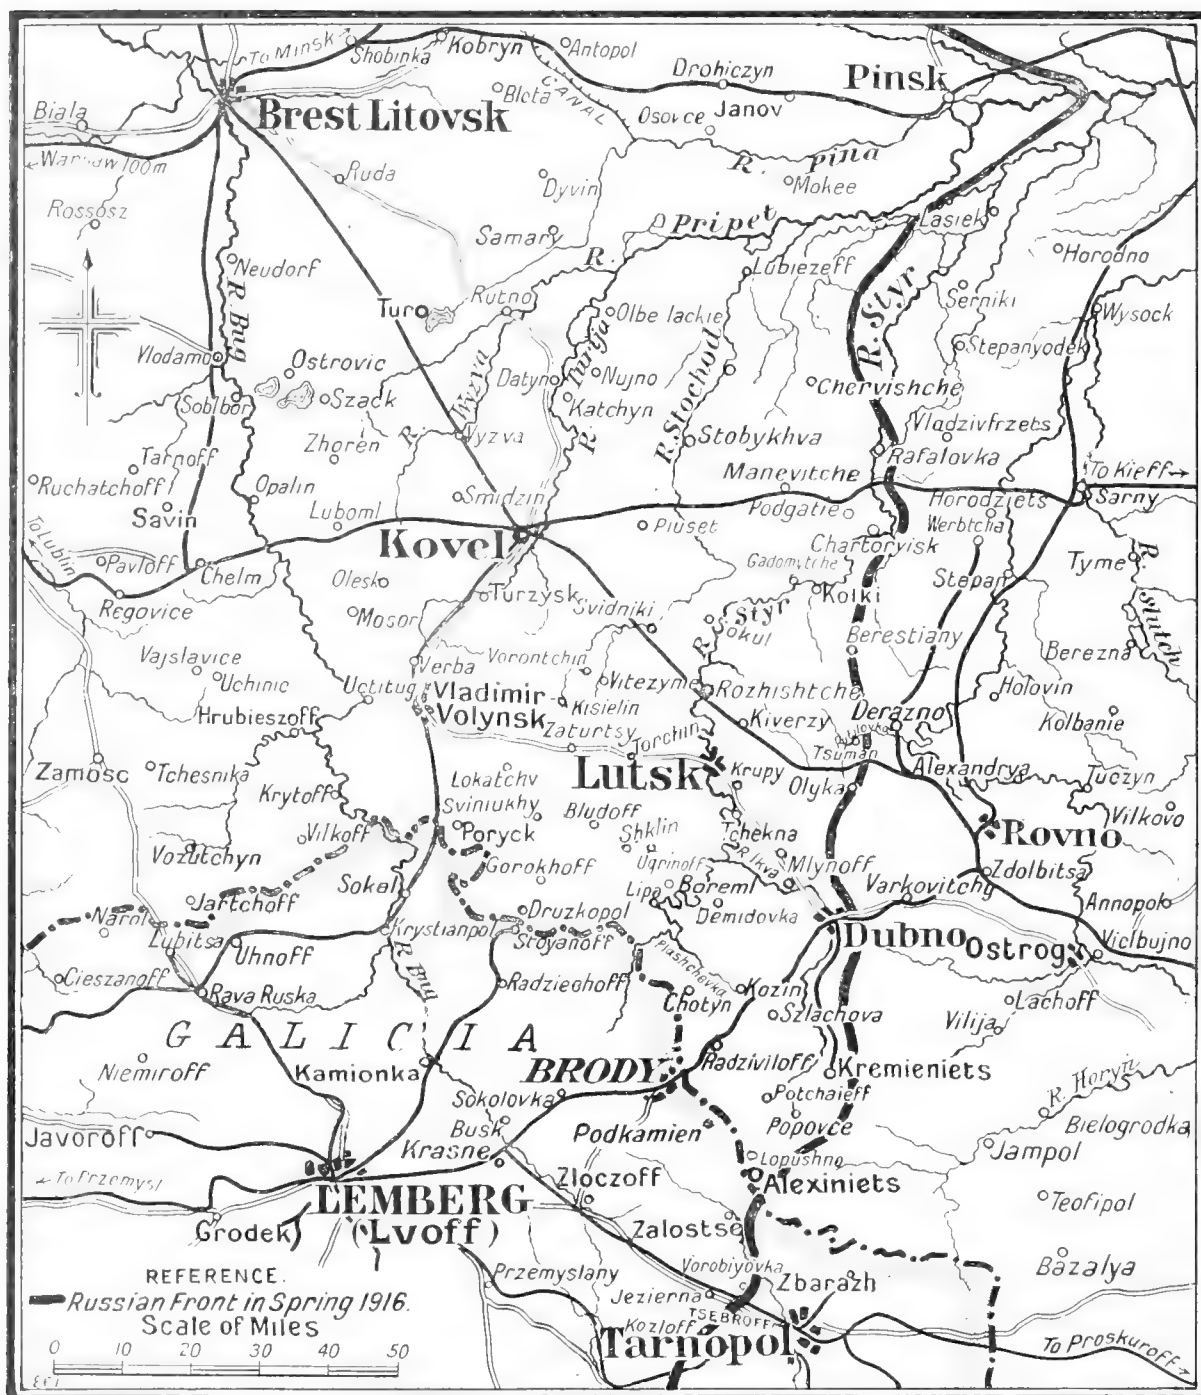 To Minsk
Shobinka
Kobryn
Antopol
Bleta
CANAL
Drohiczyn
Janov
Osovce
Pinsk
Biala
Brest Litovsk
Warsaw 100m
Ruda
Dyvin
R. Pina
Mokee
Rossosz
Samary
R. Pripet
Lasiek
Neudorf
Lubiezeff
Horodno
R. Bug
Turo
Rutno
Olbe lackie
R. Styr
Serniki
Wysock
Vlodamo
Ostrovic
R. Wyzva
Datyn
R. Turija
Nujno
R. Stochod
Stepanyodek
Soblbor
Szack
Katchyn
Chervishche
Vladzivfrzets
Zhoren
Vyzva
Stobykhva
Rafalovka
Tarnoff
Ruchatchoff
Opalin
Smidzin
Manevitche
To Kieff
Savin
Luboml
Piuset
Podgatie
Horodziets
Sarny
Werbtcha
To Lublin
Kovel
Chartoryisk
Pavloff
Chelm
Olesko
Gadomytche
Stepan
Tyme
R. Slutch
Regovice
Mosor
Turzysk
Svidniki
R. Styr
Kolki
Sokul
Berestiany
Berezna
Vajslavice
Uchinic
Verba
Vorontchin
Uctitug
Vladimir-
Volynsk
Kisielin
Vitezyme
Rozhishtche
Holovin
Hrubieszoff
Zaturtsy
Torchin
Kiverzy
Derazno
Kolbanie
Tsuman
Zamosc
Tchesnika
Lokatchv
Lutsk
Krupy
Olyka
Alexandrya
Tuczyn
Krytoff
Sviniukhy
Bludoff
Vilkovo
Vilkoff
Poryck
Shklin
Tchekna
Rovno
Vozutchyn
Gorokhoff
Ugrinoff
R. Ikva
Mlynoff
Zdolbitsa
Sokal
Lipa
Boreml
Varkovitchy
Jartchoff
Druzkopol
Demidovka
Annopol
Narol
Lubitsa
Krystianpol
Stoyanoff
Dubno
Ostrog
Vielbujno
Uhnoff
Plashchevka
Cieszanoff
Rava Ruska
R. Bug
Radziechoff
Chotyn
Kozin
Szlachova
Lachoff
Vilija
GALICIA
Niemiroff
Kamionka
BRODY
Radziviloff
Kremieniets
R. Horyn
Sokolovka
Potchaieff
Javoroff
Busk
Podkamien
Popovce
Bielogrodka
Krasne
Lopushno
Jampol
To Przemysl
LEMBERG
(Lvoff)
Zloczoff
Alexiniets
Teofipol
Grodek
Zalostse
Bazalya
Przemyslany
Vorobiyovka
Zbarazh
Jezierna
TSEBROFF
Kozloff
Tarnopol
To Proskuroff
REFERENCE.
Russian Front in Spring 1916.
Scale of Miles
0 10 20 30 40 50